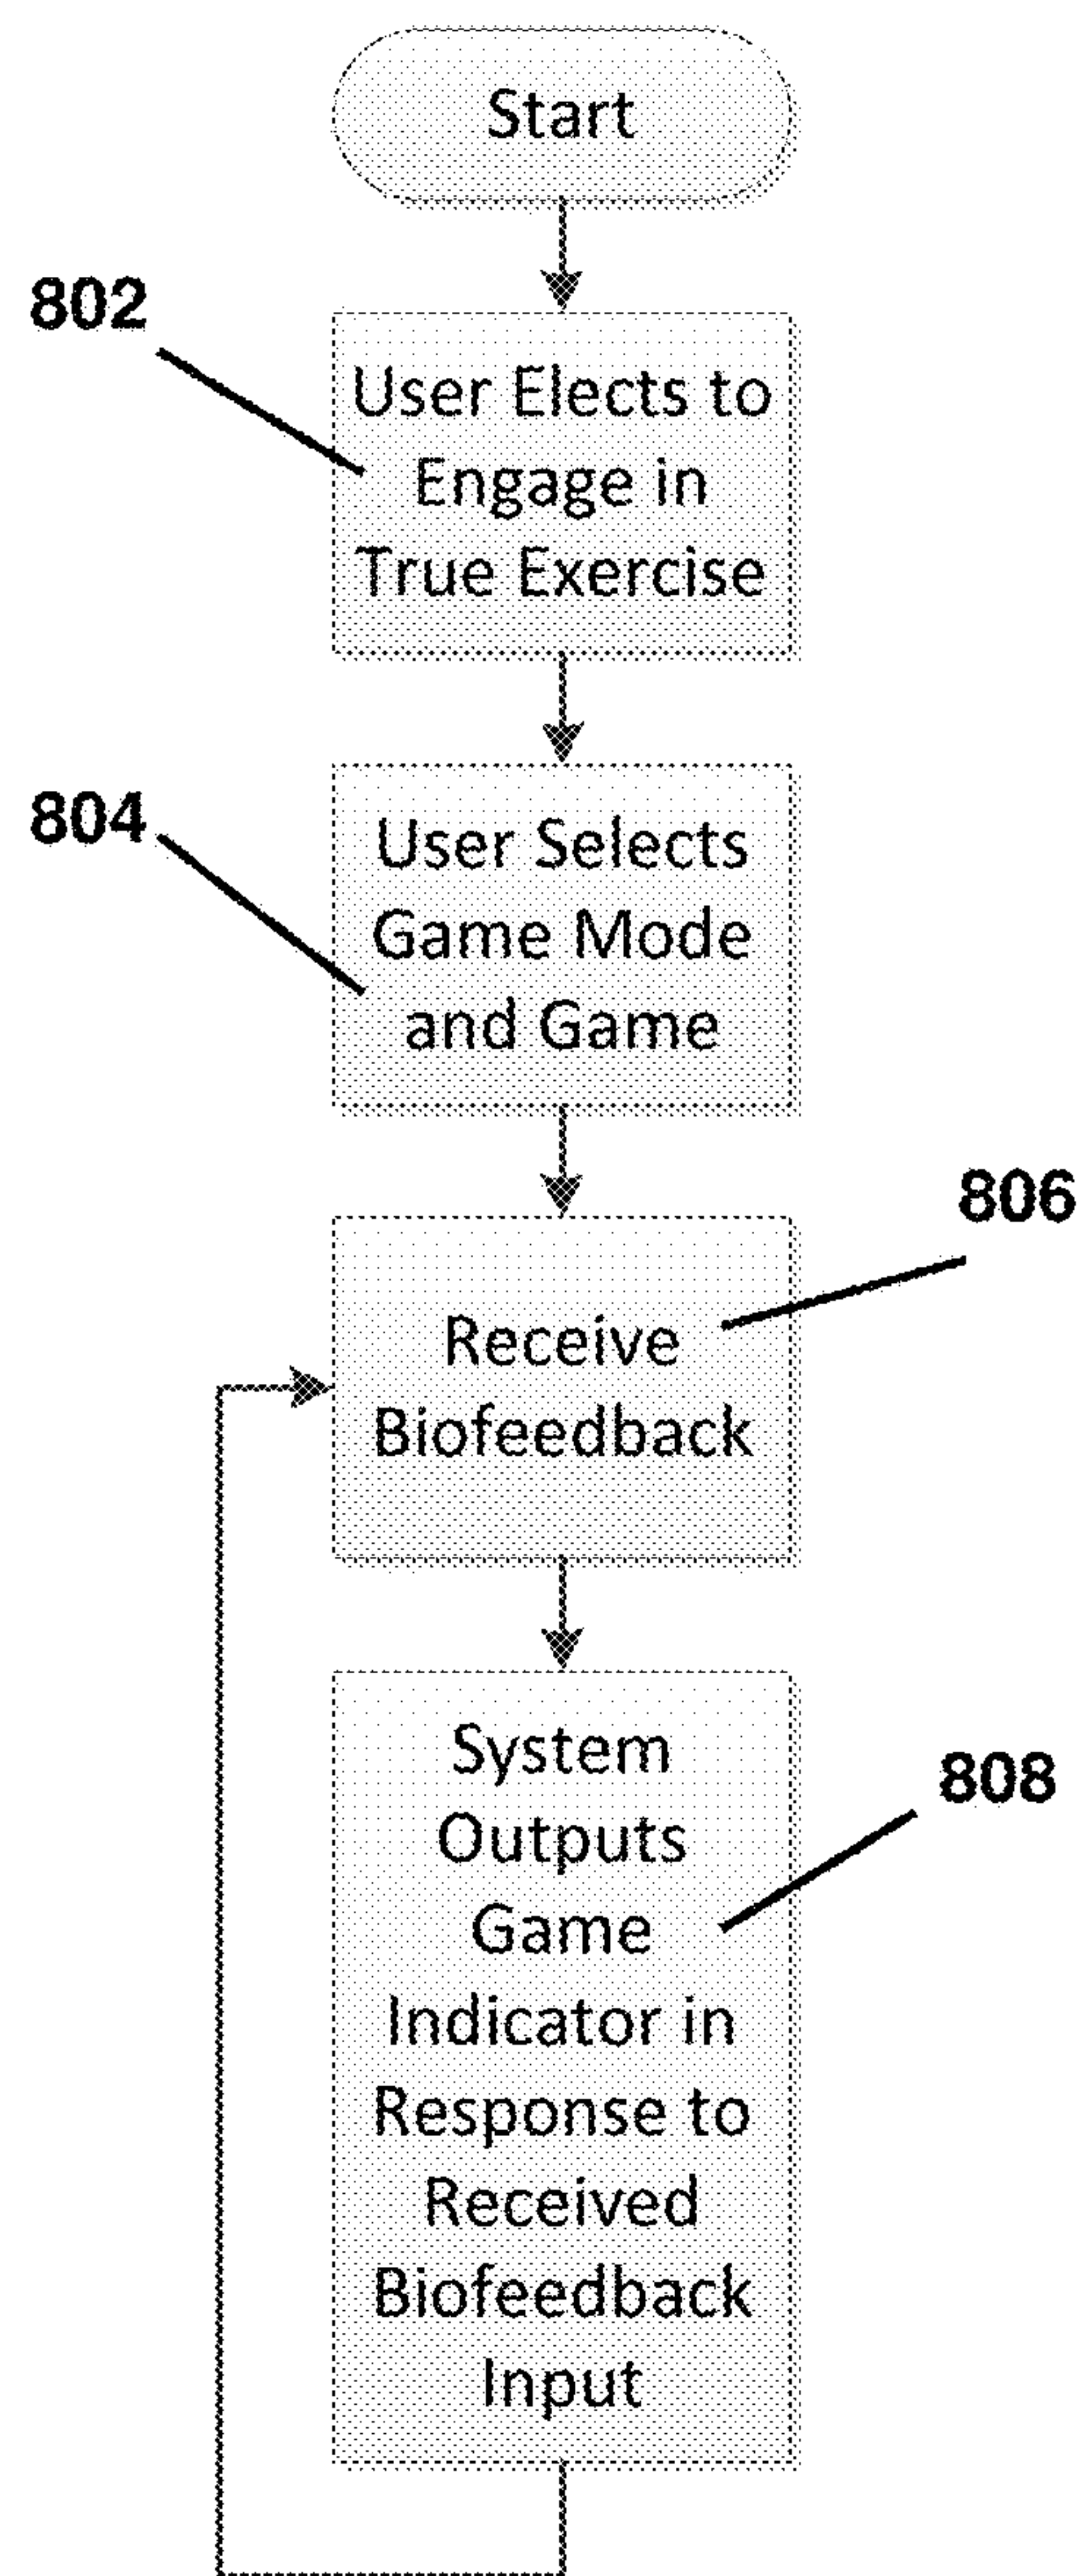 Start
802
User Elects to
Engage in
True Exercise
804
User Selects
Game Mode
and Game
806
Receive
Biofeedback
808
System
Outputs
Game
Indicator in
Response to
Received
Biofeedback
Input